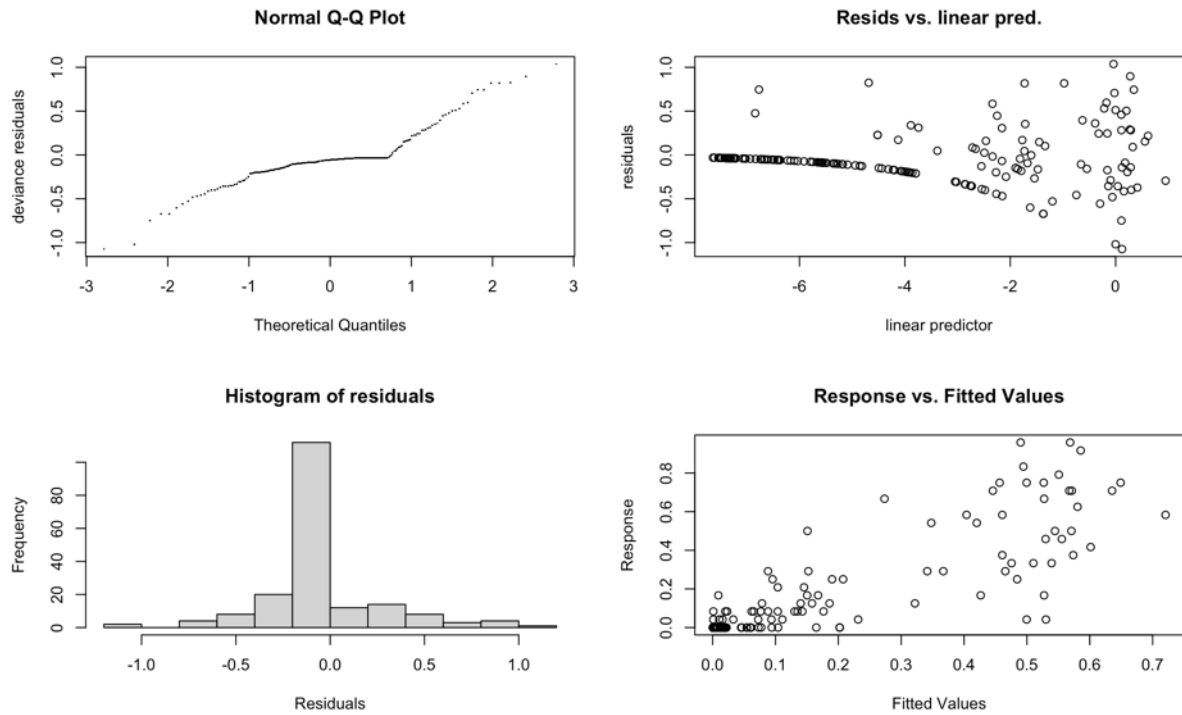 Normal Q-Q Plot
deviance residuals
-1.0 -0.5 0.0 0.5 1.0
-3 -2 -1 0 1 2 3
Theoretical Quantiles
Resids vs. linear pred.
residuals
-1.0 -0.5 0.0 0.5 1.0
-6 -4 -2 0
linear predictor
Histogram of residuals
Frequency
0 20 40 60 80
-1.0 -0.5 0.0 0.5 1.0
Residuals
Response vs. Fitted Values
Response
0.0 0.2 0.4 0.6 0.8
0.0 0.1 0.2 0.3 0.4 0.5 0.6 0.7
Fitted Values